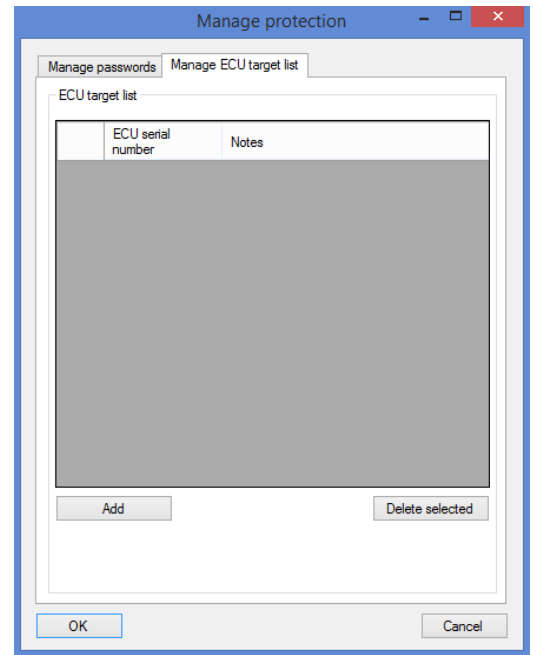 Manage protection
Manage passwords Manage ECU target list
ECU target list
ECU serial number Notes
Add Delete selected
OK Cancel